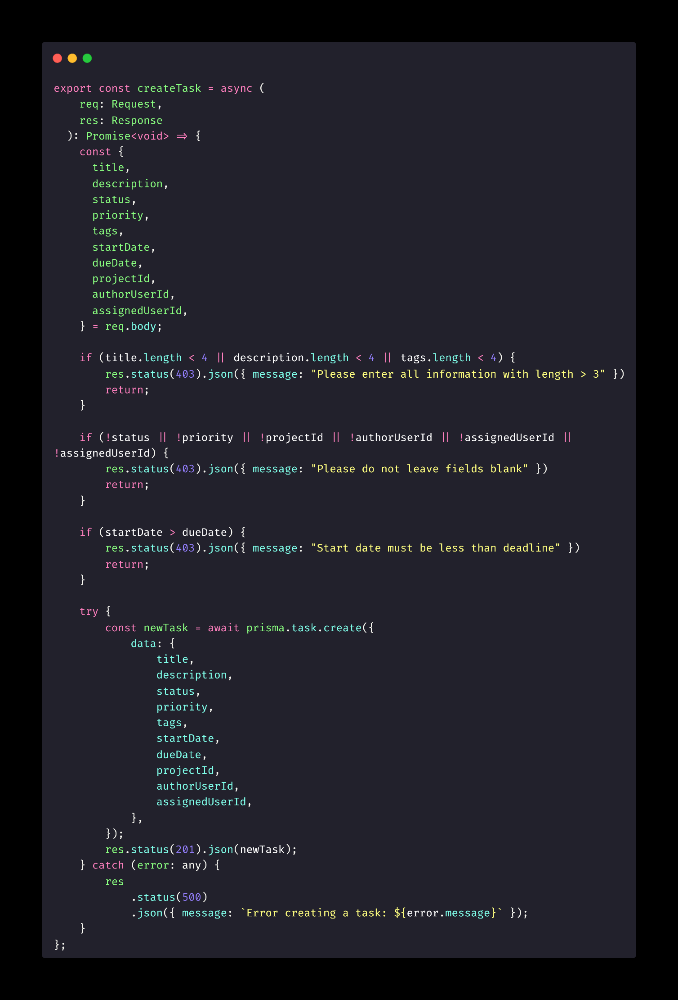 export const createTask = async (
    req: Request,
    res: Response
  ): Promise<void> => {
    const {
      title,
      description,
      status,
      priority,
      tags,
      startDate,
      dueDate,
      projectId,
      authorUserId,
      assignedUserId,
    } = req.body;

    if (title.length < 4 || description.length < 4 || tags.length < 4) {
        res.status(403).json({ message: "Please enter all information with length > 3" })
        return;
    }

    if (!status || !priority || !projectId || !authorUserId || !assignedUserId ||
!assignedUserId) {
        res.status(403).json({ message: "Please do not leave fields blank" })
        return;
    }

    if (startDate > dueDate) {
        res.status(403).json({ message: "Start date must be less than deadline" })
        return;
    }

    try {
        const newTask = await prisma.task.create({
            data: {
                title,
                description,
                status,
                priority,
                tags,
                startDate,
                dueDate,
                projectId,
                authorUserId,
                assignedUserId,
            },
        });
        res.status(201).json(newTask);
    } catch (error: any) {
        res
            .status(500)
            .json({ message: `Error creating a task: ${error.message}` });
    }
};